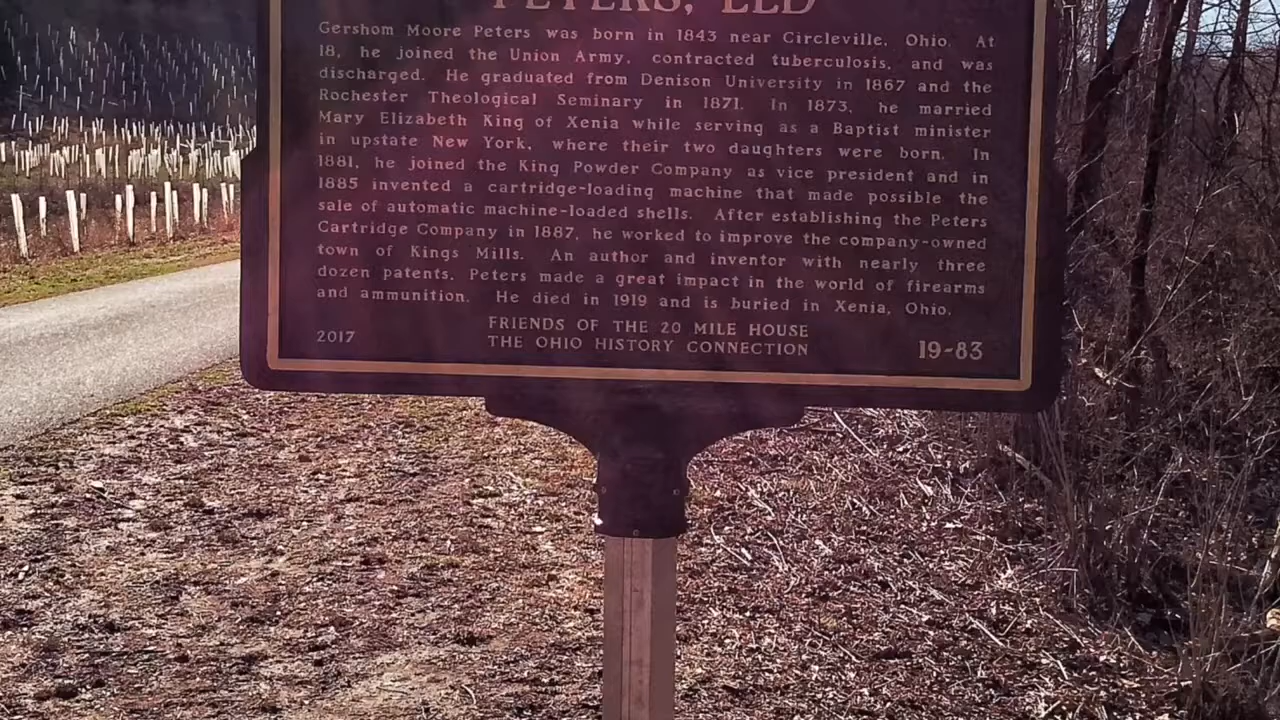 PETERS, LLD
Gershom Moore Peters was born in 1843 near Circleville, Ohio. At
18, he joined the Union Army, contracted tuberculosis, and was
discharged. He graduated from Denison University in 1867 and the
Rochester Theological Seminary in 1871. In 1873, he married
Mary Elizabeth King of Xenia while serving as a Baptist minister
in upstate New York, where their two daughters were born. In
1881, he joined the King Powder Company as vice president and in
1885 invented a cartridge-loading machine that made possible the
sale of automatic machine-loaded shells. After establishing the Peters
Cartridge Company in 1887, he worked to improve the company-owned
town of Kings Mills. An author and inventor with nearly three
dozen patents, Peters made a great impact in the world of firearms
and ammunition. He died in 1919 and is buried in Xenia, Ohio.
FRIENDS OF THE 20 MILE HOUSE
THE OHIO HISTORY CONNECTION
2017
19-83